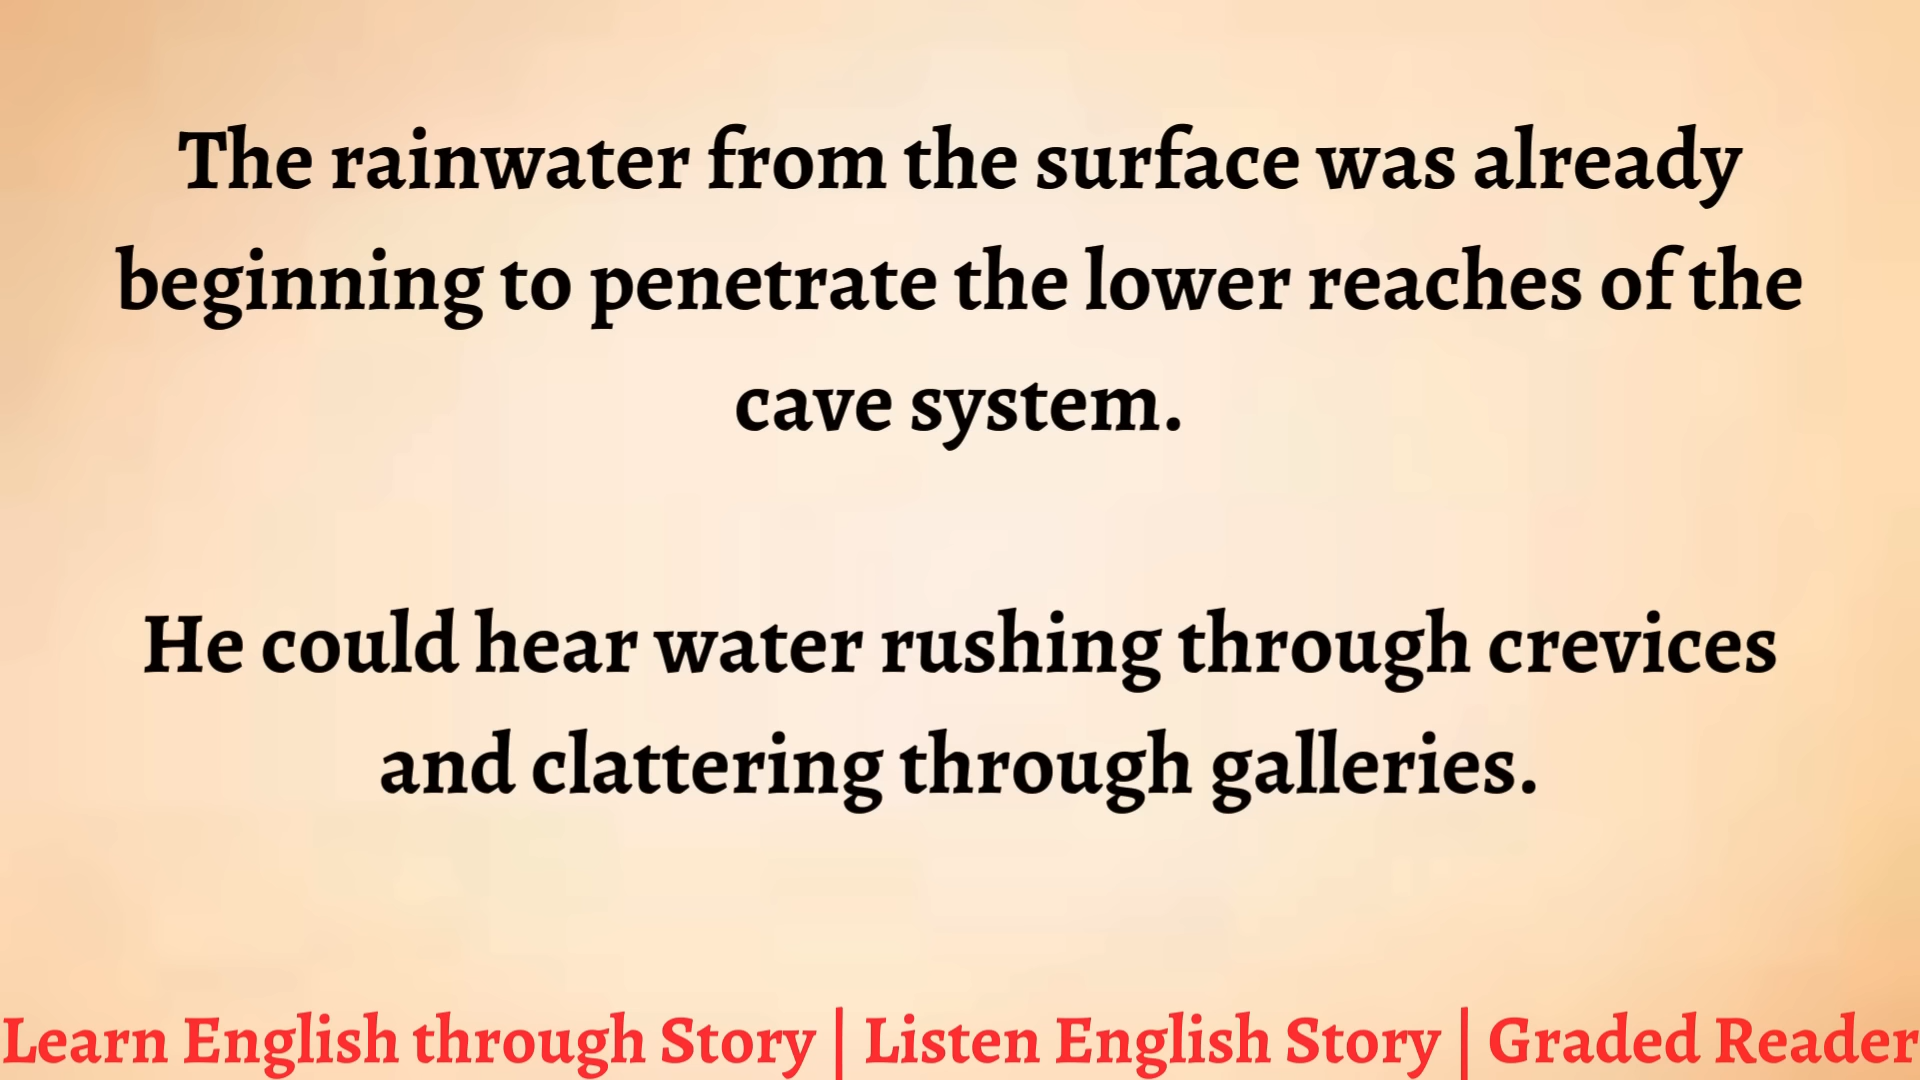 The rainwater from the surface was already
beginning to penetrate the lower reaches of the
cave system.
He could hear water rushing through crevices
and clattering through galleries.
Learn English through Story | Listen English Story | Graded Reader